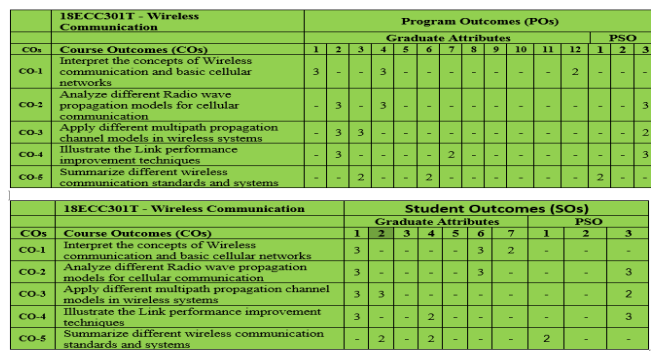 18ECC301T - Wireless Communication Program Outcomes (POs)
Graduate Attributes PSO
COs Course Outcomes (COs) 1 2 3 4 5 6 7 8 9 10 11 12 1 2 3
CO-1 Interpret the concepts of Wireless communication and basic cellular networks 3 - - 3 - - - - - - - 2 - - -
CO-2 Analyze different Radio wave propagation models for cellular communication - 3 - 3 - - - - - - - - - - 3
CO-3 Apply different multipath propagation channel models in wireless systems - 3 3 - - - - - - - - - - - 2
CO-4 Illustrate the Link performance improvement techniques - 3 - - - - 2 - - - - - - - 3
CO-5 Summarize different wireless communication standards and systems - - 2 - - 2 - - - - - - 2 - -
18ECC301T - Wireless Communication Student Outcomes (SOs)
Graduate Attributes PSO
COs Course Outcomes (COs) 1 2 3 4 5 6 7 1 2 3
CO-1 Interpret the concepts of Wireless communication and basic cellular networks 3 - - - - 3 2 - - -
CO-2 Analyze different Radio wave propagation models for cellular communication 3 - - - - 3 - - - 3
CO-3 Apply different multipath propagation channel models in wireless systems 3 3 - - - - - - - 2
CO-4 Illustrate the Link performance improvement techniques 3 - - 2 - - - - - 3
CO-5 Summarize different wireless communication standards and systems - 2 - 2 - - - 2 - -